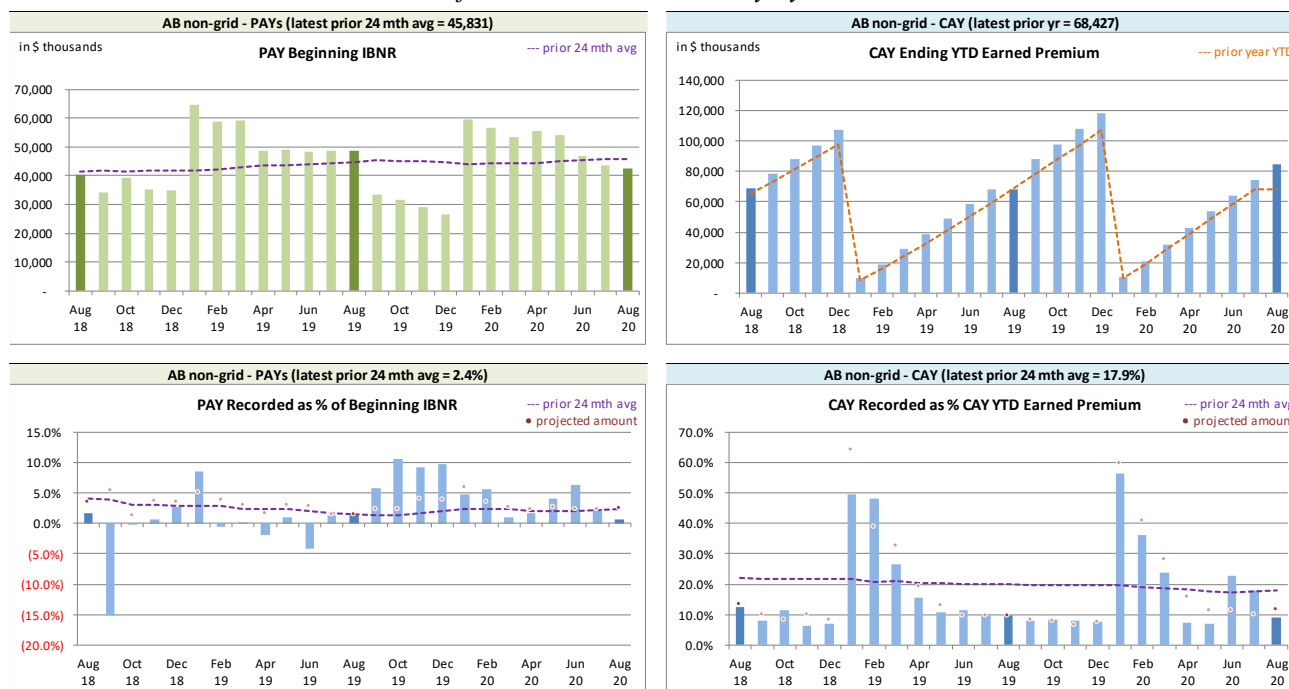 AB non-grid - PAYs (latest prior 24 mth avg = 45,831)
in $ thousands
PAY Beginning IBNR
--- prior 24 mth avg
70,000
60,000
50,000
40,000
30,000
20,000
10,000
-
Aug Oct Dec Feb Apr Jun Aug Oct Dec Feb Apr Jun Aug
18 18 18 19 19 19 19 19 19 20 20 20 20
AB non-grid - CAY (latest prior yr = 68,427)
in $ thousands
CAY Ending YTD Earned Premium
--- prior year YTD
140,000
120,000
100,000
80,000
60,000
40,000
20,000
-
Aug Oct Dec Feb Apr Jun Aug Oct Dec Feb Apr Jun Aug
18 18 18 19 19 19 19 19 19 20 20 20 20
AB non-grid - PAYs (latest prior 24 mth avg = 2.4%)
PAY Recorded as % of Beginning IBNR
--- prior 24 mth avg
• projected amount
15.0%
10.0%
5.0%
0.0%
(5.0%)
(10.0%)
(15.0%)
(20.0%)
Aug Oct Dec Feb Apr Jun Aug Oct Dec Feb Apr Jun Aug
18 18 18 19 19 19 19 19 19 20 20 20 20
AB non-grid - CAY (latest prior 24 mth avg = 17.9%)
CAY Recorded as % CAY YTD Earned Premium
--- prior 24 mth avg
• projected amount
70.0%
60.0%
50.0%
40.0%
30.0%
20.0%
10.0%
0.0%
Aug Oct Dec Feb Apr Jun Aug Oct Dec Feb Apr Jun Aug
18 18 18 19 19 19 19 19 19 20 20 20 20